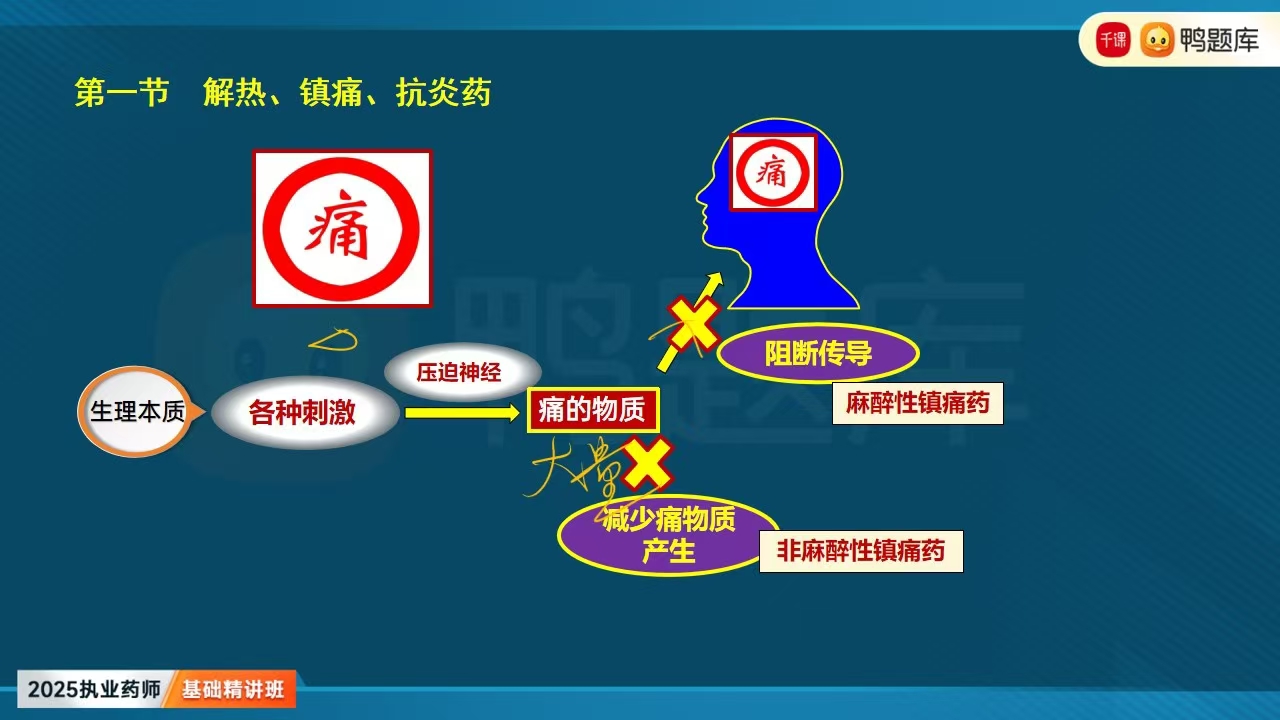 千课 鸭题库
第一节 解热、镇痛、抗炎药
痛
痛
压迫神经
阻断传导
生理本质
各种刺激
痛的物质
麻醉性镇痛药
大量
减少痛物质
产生
非麻醉性镇痛药
鸭题库
2025执业药师 基础精讲班